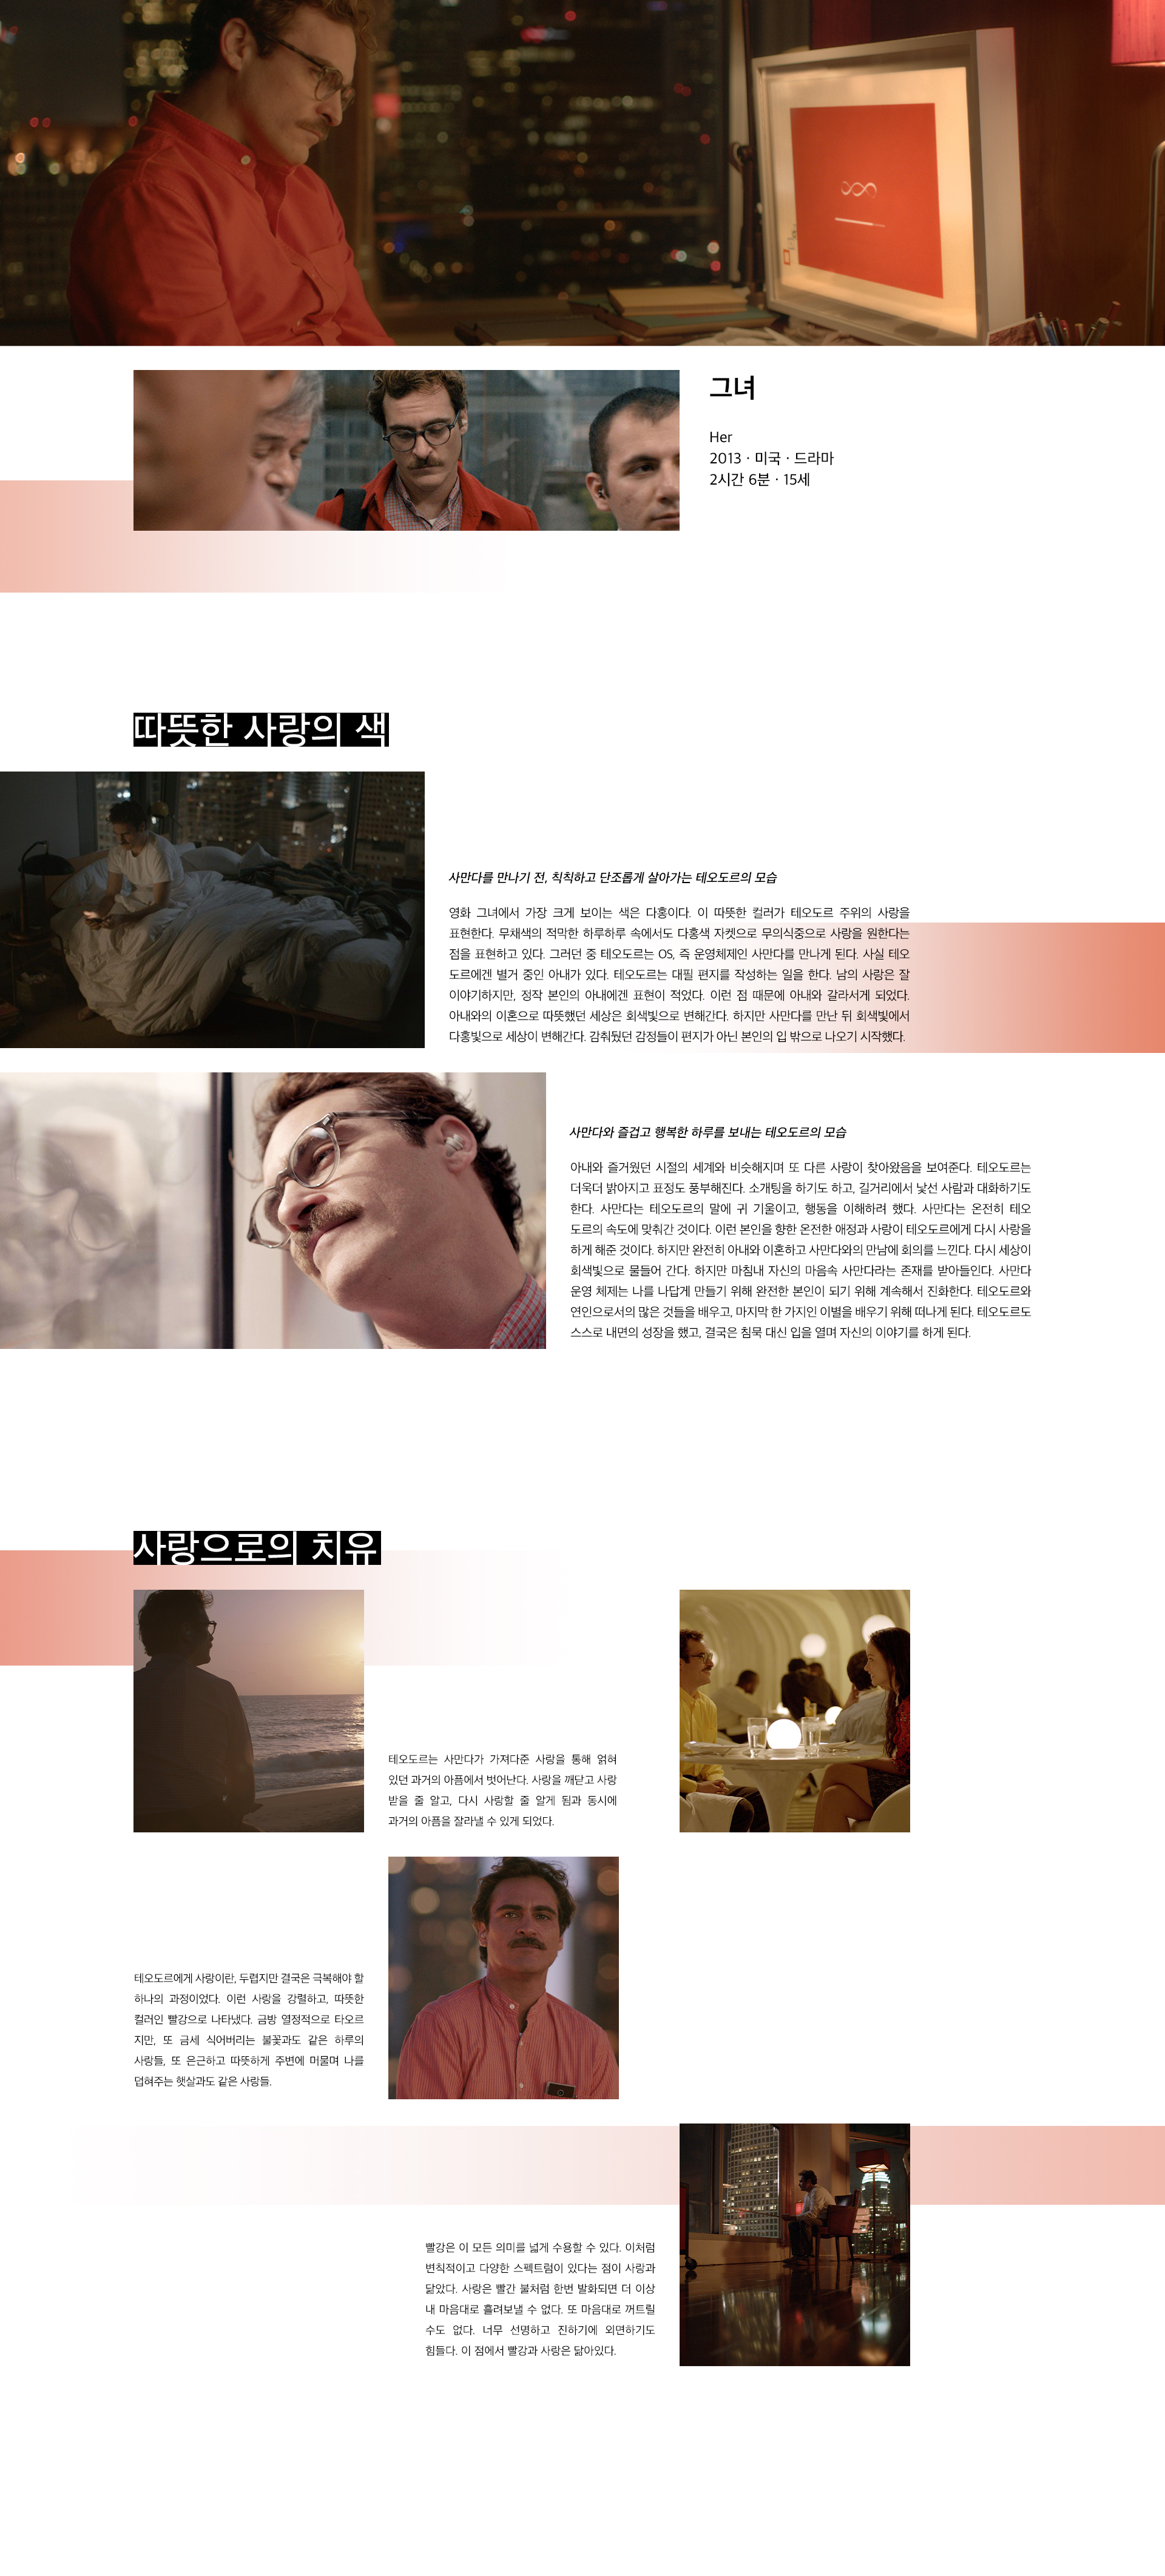 그녀
Her
2013 · 미국 · 드라마
2시간 6분 · 15세
따뜻한 사랑의 색
사만다를 만나기 전, 칙칙하고 단조롭게 살아가는 테오도르의 모습
영화 그녀에서 가장 크게 보이는 색은 다홍이다. 이 따뜻한 컬러가 테오도르 주위의 사랑을
표현한다. 무채색의 적막한 하루하루 속에서도 다홍색 자켓으로 무의식중으로 사랑을 원한다는
점을 표현하고 있다. 그러던 중 테오도르는 OS, 즉 운영체제인 사만다를 만나게 된다. 사실 테오
도르에겐 별거 중인 아내가 있다. 테오도르는 대필 편지를 작성하는 일을 한다. 남의 사랑은 잘
이야기하지만, 정작 본인의 아내에겐 표현이 적었다. 이런 점 때문에 아내와 갈라서게 되었다.
아내와의 이혼으로 따뜻했던 세상은 회색빛으로 변해간다. 하지만 사만다를 만난 뒤 회색빛에서
다홍빛으로 세상이 변해간다. 감춰뒀던 감정들이 편지가 아닌 본인의 입 밖으로 나오기 시작했다.
사만다와 즐겁고 행복한 하루를 보내는 테오도르의 모습
아내와 즐거웠던 시절의 세계와 비슷해지며 또 다른 사랑이 찾아왔음을 보여준다. 테오도르는
더욱더 밝아지고 표정도 풍부해진다. 소개팅을 하기도 하고, 길거리에서 낯선 사람과 대화하기도
한다. 사만다는 테오도르의 말에 귀 기울이고, 행동을 이해하려 했다. 사만다는 온전히 테오
도르의 속도에 맞춰간 것이다. 이런 본인을 향한 온전한 애정과 사랑이 테오도르에게 다시 사랑을
하게 해준 것이다. 하지만 완전히 아내와 이혼하고 사만다와의 만남에 회의를 느낀다. 다시 세상이
회색빛으로 물들어 간다. 하지만 마침내 자신의 마음속 사만다라는 존재를 받아들인다. 사만다
운영 체제는 나를 나답게 만들기 위해 완전한 본인이 되기 위해 계속해서 진화한다. 테오도르와
연인으로서의 많은 것들을 배우고, 마지막 한 가지인 이별을 배우기 위해 떠나게 된다. 테오도르도
스스로 내면의 성장을 했고, 결국은 침묵 대신 입을 열며 자신의 이야기를 하게 된다.
사랑으로의 치유
테오도르는 사만다가 가져다준 사랑을 통해 얽혀
있던 과거의 아픔에서 벗어난다. 사랑을 깨닫고 사랑
받을 줄 알고, 다시 사랑할 줄 알게 됨과 동시에
과거의 아픔을 잘라낼 수 있게 되었다.
테오도르에게 사랑이란, 두렵지만 결국은 극복해야 할
하나의 과정이었다. 이런 사랑을 강렬하고, 따뜻한
컬러인 빨강으로 나타냈다. 금방 열정적으로 타오르
지만, 또 금세 식어버리는 불꽃과도 같은 하루의
사랑들, 또 은근하고 따뜻하게 주변에 머물며 나를
덥혀주는 햇살과도 같은 사랑들.
빨강은 이 모든 의미를 넓게 수용할 수 있다. 이처럼
변칙적이고 다양한 스펙트럼이 있다는 점이 사랑과
닮았다. 사랑은 빨간 불처럼 한번 발화되면 더 이상
내 마음대로 흘려보낼 수 없다. 또 마음대로 꺼트릴
수도 없다. 너무 선명하고 진하기에 외면하기도
힘들다. 이 점에서 빨강과 사랑은 닮아있다.